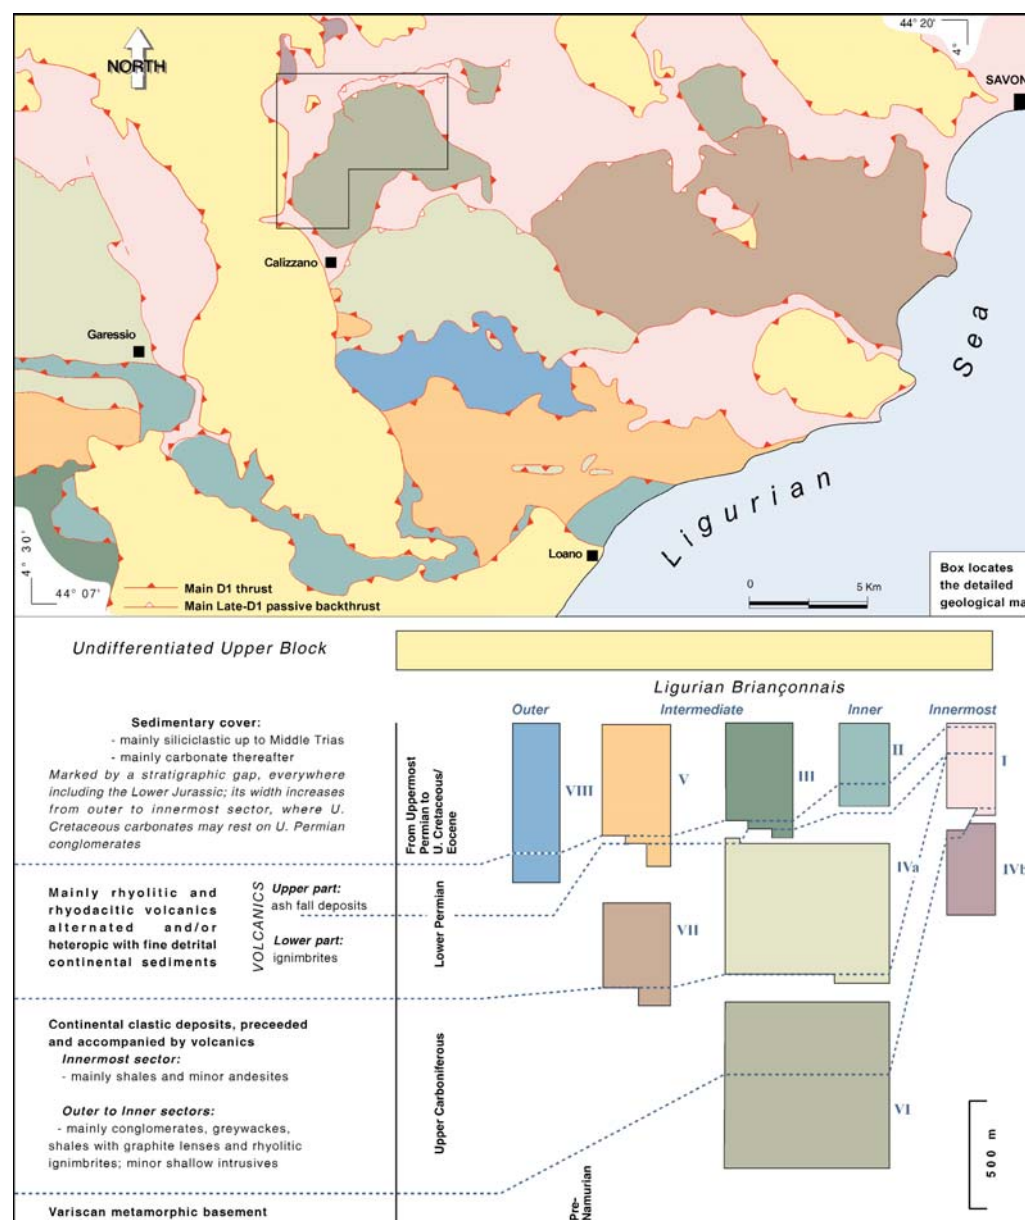 44° 20'
4°
NORTH
SAVON
Calizzano
Garessio
Ligurian Sea
Loano
4° 30'
44° 07'
Main D1 thrust
Main Late-D1 passive backthrust
0 5 Km
Box locates
the detailed
geological ma
Undifferentiated Upper Block
Ligurian Briançonnais
Outer Intermediate Inner Innermost
Sedimentary cover:
- mainly siliciclastic up to Middle Trias
- mainly carbonate thereafter
Marked by a stratigraphic gap, everywhere
including the Lower Jurassic; its width increases
from outer to innermost sector, where U.
Cretaceous carbonates may rest on U. Permian
conglomerates
From Uppermost
Permian to
U. Cretaceous/
Eocene
VIII
V
III
II
I
Mainly rhyolitic and
rhyodacitic volcanics
alternated and/or
heteropic with fine detrital
continental sediments
VOLCANICS
Upper part:
ash fall deposits
Lower part:
ignimbrites
Lower Permian
VII
IVa
IVb
Continental clastic deposits, preceeded
and accompanied by volcanics
Innermost sector:
- mainly shales and minor andesites
Outer to Inner sectors:
- mainly conglomerates, greywackes,
shales with graphite lenses and rhyolitic
ignimbrites; minor shallow intrusives
Upper Carboniferous
VI
500 m
Variscan metamorphic basement
Pre-
Namurian